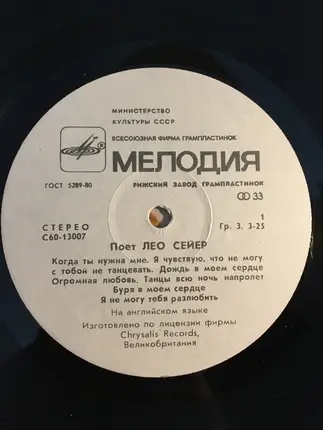 МИНИСТЕРСТВО
КУЛЬТУРЫ СССР
ВСЕСОЮЗНАЯ ФИРМА ГРАМПЛАСТИНОК
МЕЛОДИЯ
ГОСТ 5289-80
РИЖСКИЙ ЗАВОД ГРАМПЛАСТИНОК
33
СТЕРЕО
С60-13007
1
Гр. 3. 3-25
Поет ЛЕО СЕЙЕР
Когда ты нужна мне. Я чувствую, что не могу
с тобой не танцевать. Дождь в моем сердце
Огромная любовь. Танцы всю ночь напролет
Буря в моем сердце
Я не могу тебя разлюбить
На английском языке
Изготовлено по лицензии фирмы
Chrysalis Records,
Великобритания